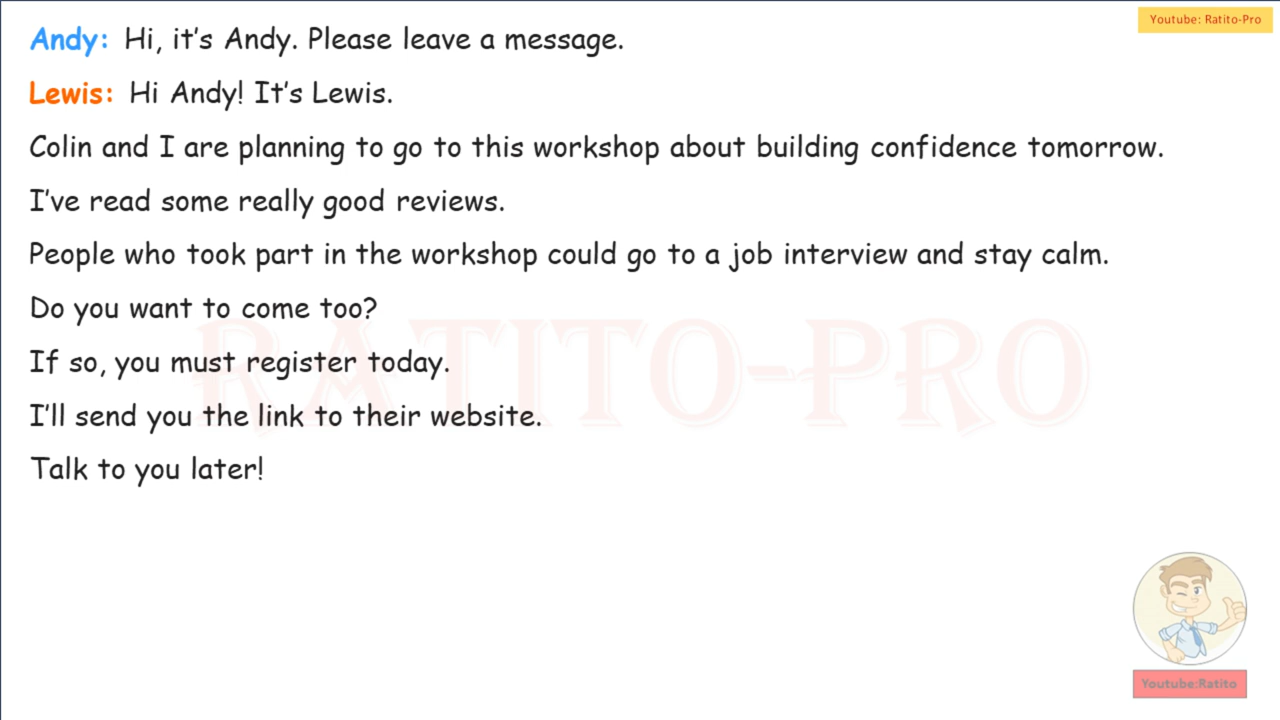 Youtube: Ratito-Pro
Andy: Hi, it's Andy. Please leave a message.
Lewis: Hi Andy! It's Lewis.
Colin and I are planning to go to this workshop about building confidence tomorrow.
I've read some really good reviews.
People who took part in the workshop could go to a job interview and stay calm.
Do you want to come too?
RATITO-PRO
If so, you must register today.
I'll send you the link to their website.
Talk to you later!
Youtube:Ratito